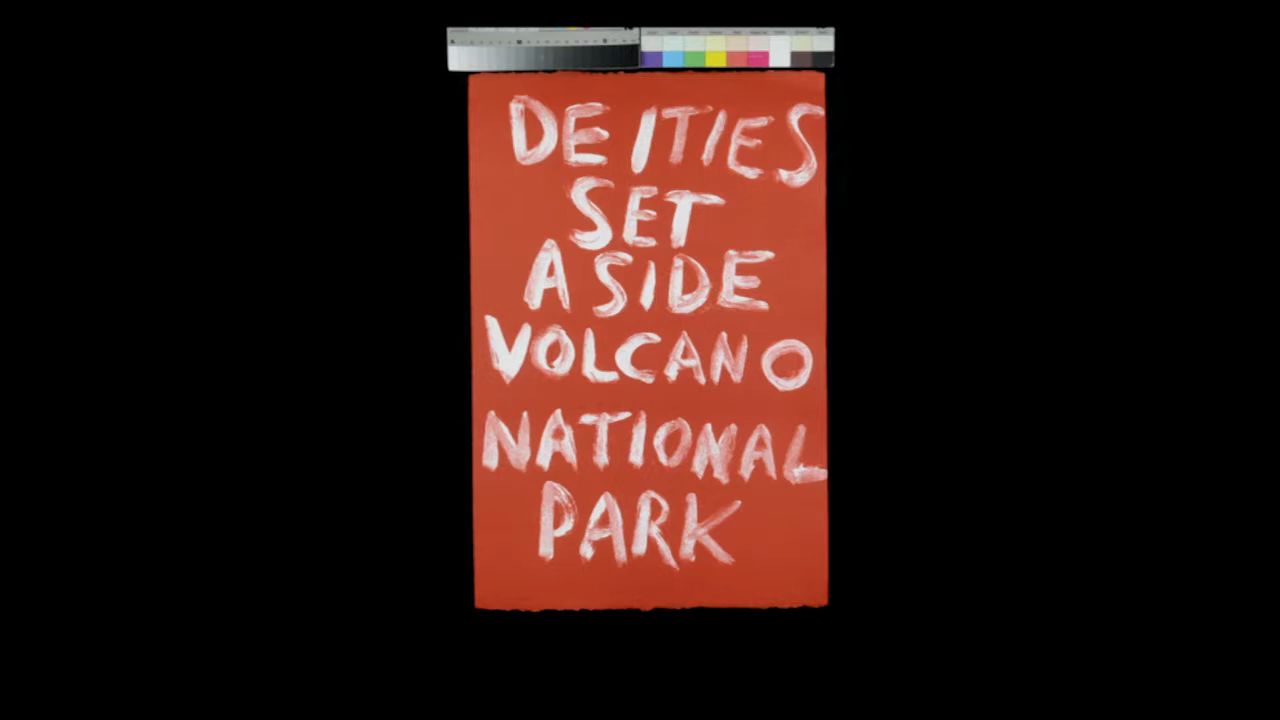 DEITIES
SET
ASIDE
VOLCANO
NATIONAL
PARK